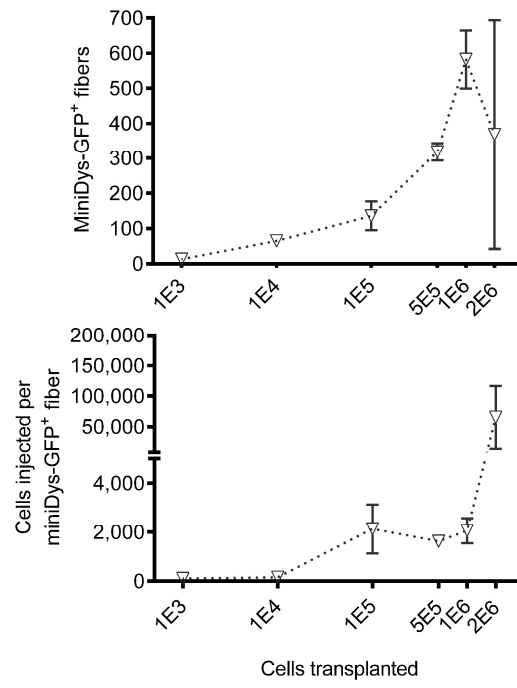 MiniDys-GFP+ fibers
700
600
500
400
300
200
100
0
1E3
1E4
1E5
5E5
1E6
2E6
Cells injected per
miniDys-GFP+ fiber
200,000
150,000
100,000
50,000
4,000
2,000
0
1E3
1E4
1E5
5E5
1E6
2E6
Cells transplanted